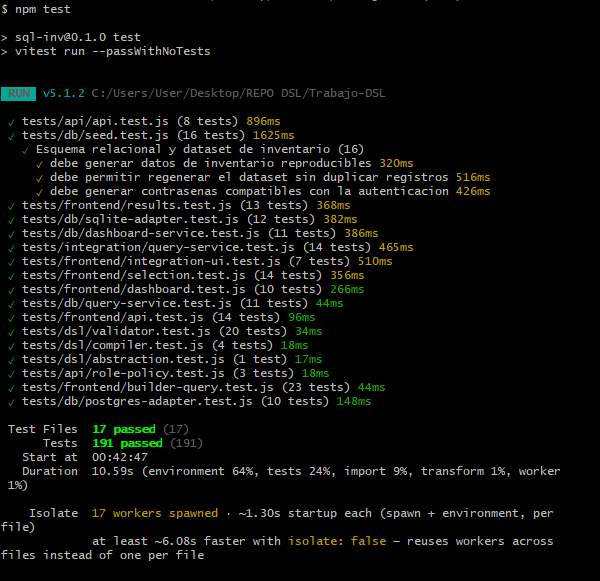 $ npm test
> sql-inv@0.1.0 test
> vitest run --passWithNoTests
RUN v5.1.2 C:/Users/User/Desktop/REPO DSL/Trabajo-DSL
✓ tests/api/api.test.js (8 tests) 896ms
✓ tests/db/seed.test.js (16 tests) 1625ms
✓ Esquema relacional y dataset de inventario (16)
✓ debe generar datos de inventario reproducibles 320ms
✓ debe permitir regenerar el dataset sin duplicar registros 516ms
✓ debe generar contrasenas compatibles con la autenticacion 426ms
✓ tests/frontend/results.test.js (13 tests) 368ms
✓ tests/db/sqlite-adapter.test.js (12 tests) 382ms
✓ tests/db/dashboard-service.test.js (11 tests) 386ms
✓ tests/integration/query-service.test.js (14 tests) 465ms
✓ tests/frontend/integration-ui.test.js (7 tests) 510ms
✓ tests/frontend/selection.test.js (14 tests) 356ms
✓ tests/frontend/dashboard.test.js (10 tests) 266ms
✓ tests/db/query-service.test.js (11 tests) 44ms
✓ tests/frontend/api.test.js (14 tests) 96ms
✓ tests/dsl/validator.test.js (20 tests) 34ms
✓ tests/dsl/compiler.test.js (4 tests) 18ms
✓ tests/dsl/abstraction.test.js (1 test) 17ms
✓ tests/api/role-policy.test.js (3 tests) 18ms
✓ tests/frontend/builder-query.test.js (23 tests) 44ms
✓ tests/db/postgres-adapter.test.js (10 tests) 148ms
Test Files 17 passed (17)
Tests 191 passed (191)
Start at 00:42:47
Duration 10.59s (environment 64%, tests 24%, import 9%, transform 1%, worker
1%)
Isolate 17 workers spawned · ~1.30s startup each (spawn + environment, per
file)
at least ~6.08s faster with isolate: false — reuses workers across
files instead of one per file